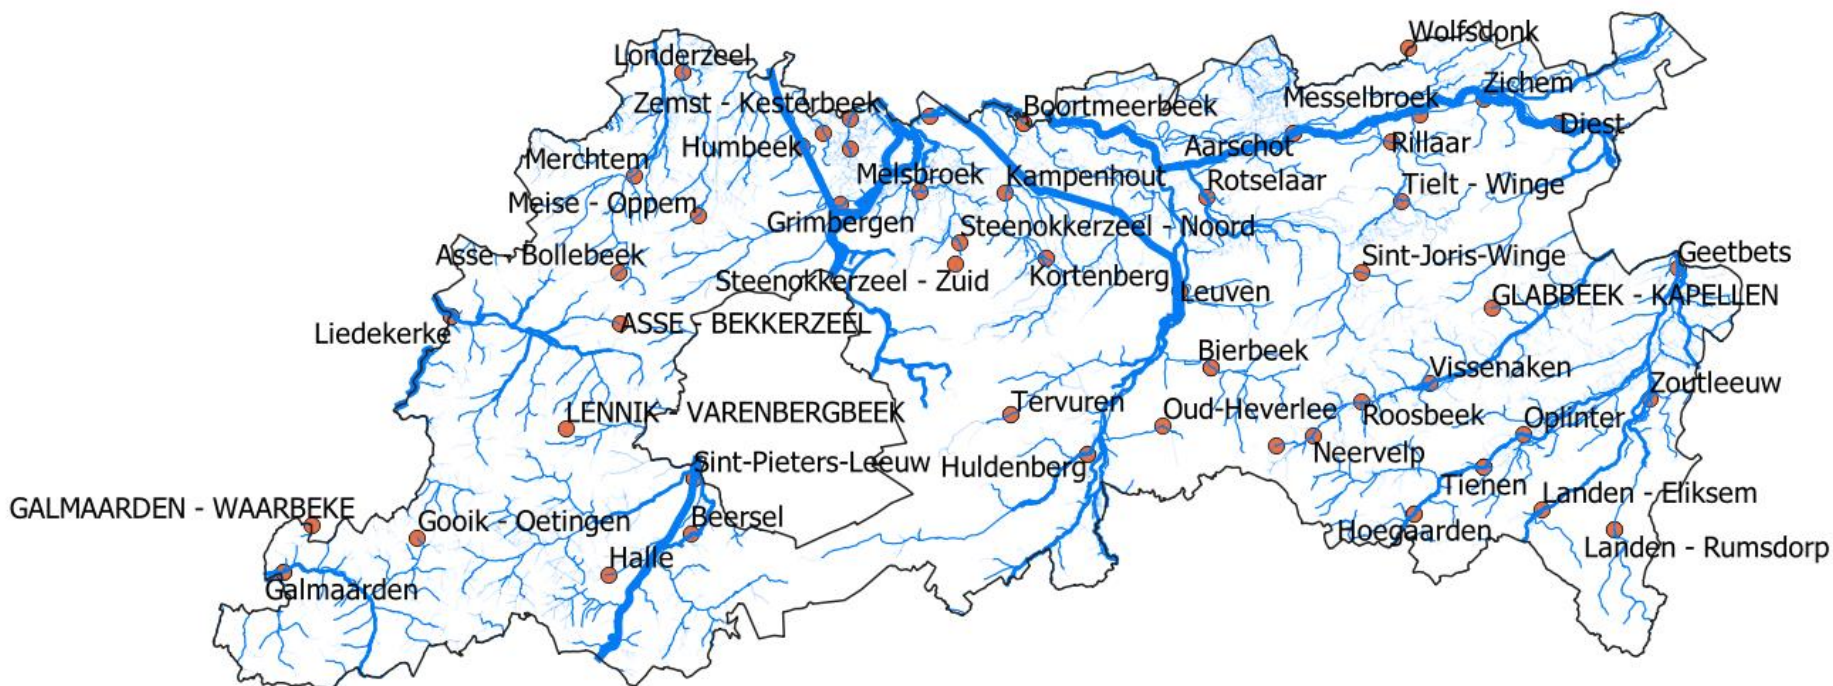 Wolfsdonk
Londerzeel
Zichem
Zemst - Kesterbeek
Boortmeerbeek
Messelbroek
Diest
Humbeek
Aarschot
Rillaar
Merchtem
Melsbroek
Kampenhout
Rotselaar
Tielt - Winge
Meise - Oppem
Grimbergen
Steenokkerzeel - Noord
Asse - Bollebeek
Sint-Joris-Winge
Geetbets
Steenokkerzeel - Zuid
Kortenberg
Leuven
GLABBEEK - KAPELLEN
Liedekerke
ASSE - BEKKERZEEL
Bierbeek
Vissenaken
Zoutleeuw
LENNIK - VARENBERGBEEK
Tervuren
Oud-Heverlee
Roosbeek
Oplinter
Sint-Pieters-Leeuw
Huldenberg
Neervelp
Tienen
Landen - Eliksem
GALMAARDEN - WAARBEKE
Gooik - Oetingen
Beersel
Hoegaarden
Landen - Rumsdorp
Halle
Galmaarden